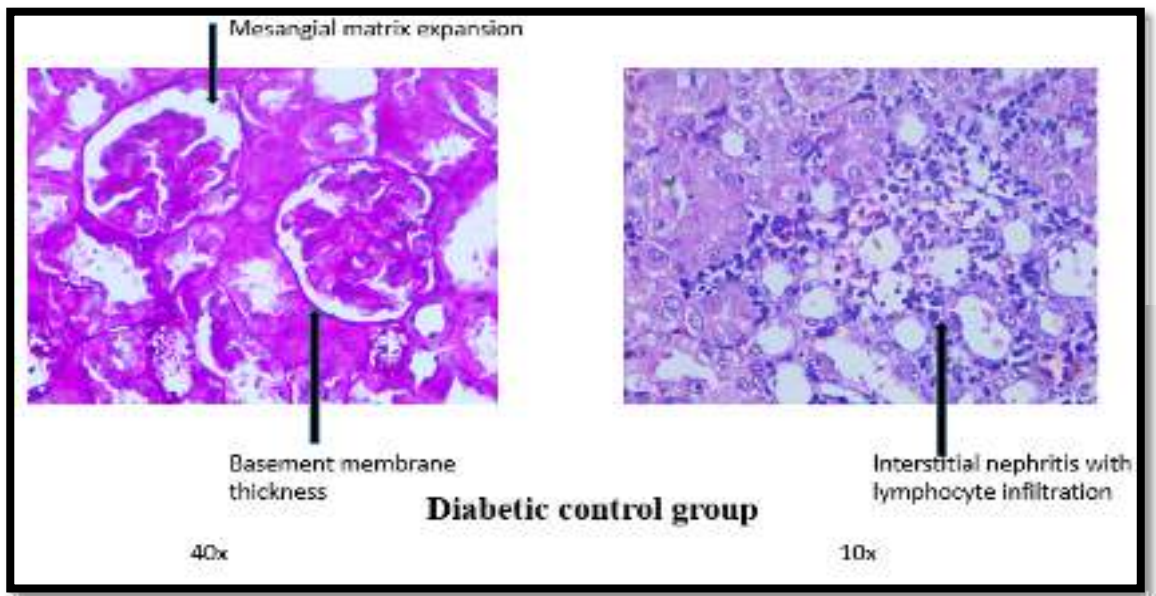 Mesangial matrix expansion
Basement membrane
thickness
Interstitial nephritis with
lymphocyte infiltration
Diabetic control group
40x
10x